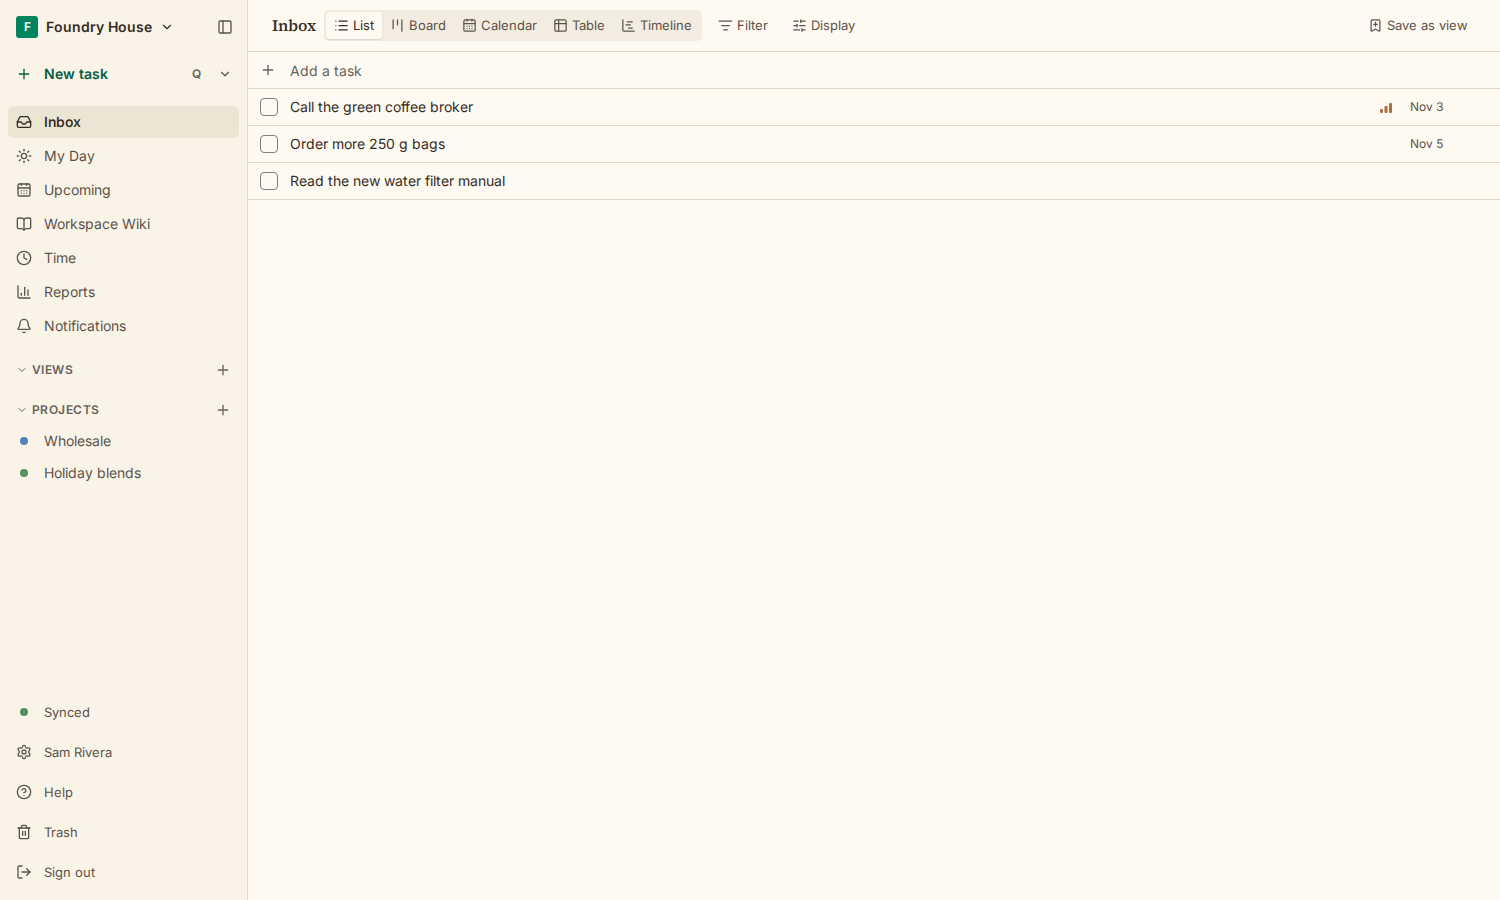 F Foundry House
New task Q
Inbox
My Day
Upcoming
Workspace Wiki
Time
Reports
Notifications
VIEWS
PROJECTS
Wholesale
Holiday blends
Synced
Sam Rivera
Help
Trash
Sign out
Inbox List Board Calendar Table Timeline Filter Display Save as view
Add a task
Call the green coffee broker Nov 3
Order more 250 g bags Nov 5
Read the new water filter manual